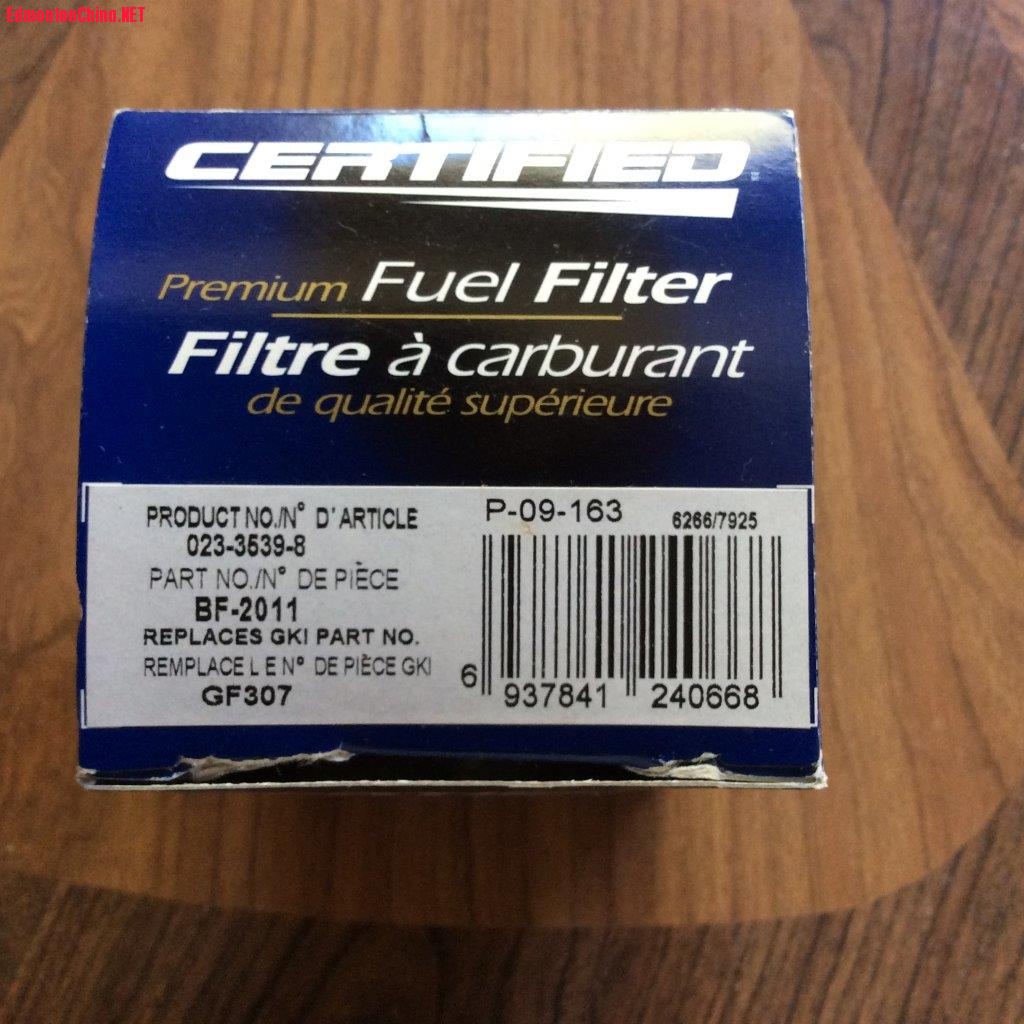 EdmontonChina.NET
CERTIFIED
Premium Fuel Filter
Filtre à carburant
de qualité supérieure
PRODUCT NO./N° D'ARTICLE
023-3539-8
PART NO./N° DE PIÈCE
BF-2011
REPLACES GKI PART NO.
REMPLACE L E N° DE PIÈCE GKI
GF307
P-09-163 6266/7925
6 937841 240668